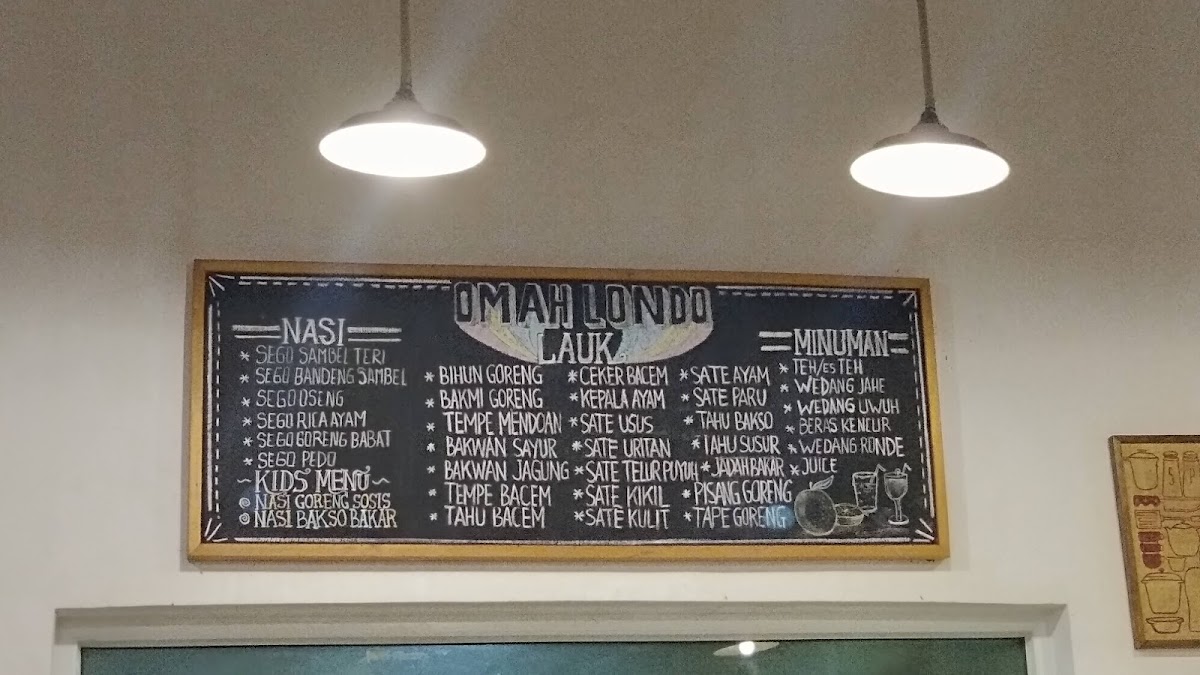 OMAH LONDO
NASI
* SEGO SAMBEL TERI
* SEGO BANDENG SAMBEL
* SEGO OSENG
* SEGO RICA AYAM
* SEGO GORENG BABAT
* SEGO PEDO
~KIDS MENU~
NASI GORENG SOSIS
NASI BAKSO BAKAR
LAUK
* BIHUN GORENG
* BAKMI GORENG
* TEMPE MENDOAN
* BAKWAN SAYUR
* BAKWAN JAGUNG
* TEMPE BACEM
* TAHU BACEM
* CEKER BACEM
* KEPALA AYAM
* SATE USUS
* SATE URITAN
* SATE TELUR PUYUH
* SATE KIKIL
* SATE KULIT
* SATE AYAM
* SATE PARU
* TAHU BAKSO
* TAHU SUSUR
* JADAH BAKAR
* PISANG GORENG
* TAPE GORENG
MINUMAN
* TEH/ES TEH
* WEDANG JAHE
* WEDANG UWUH
* BERAS KENCUR
* WEDANG RONDE
* JUICE